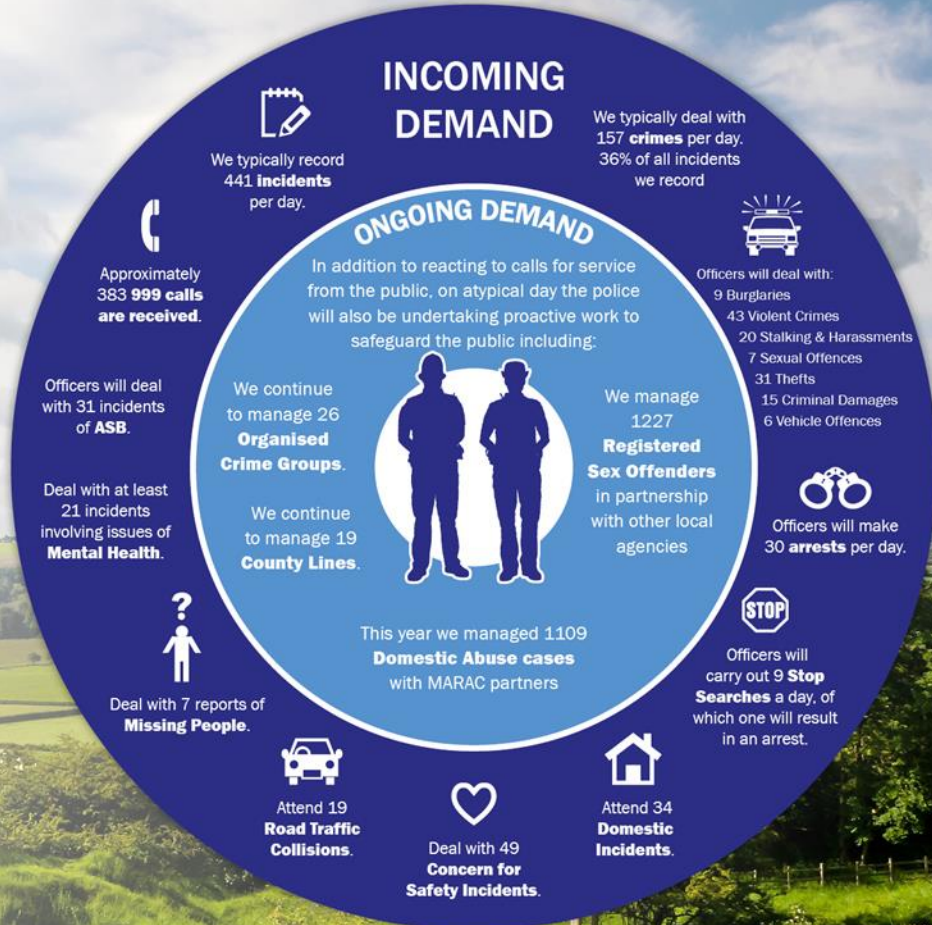 INCOMING
DEMAND
We typically record
441 incidents
per day.
We typically deal with
157 crimes per day.
36% of all incidents
we record
Approximately
383 999 calls
are received.
Officers will deal
with 31 incidents
of ASB.
Deal with at least
21 incidents
involving issues of
Mental Health.
?
Deal with 7 reports of
Missing People.
Attend 19
Road Traffic
Collisions.
Deal with 49
Concern for
Safety Incidents.
Attend 34
Domestic
Incidents.
STOP
Officers will
carry out 9 Stop
Searches a day, of
which one will result
in an arrest.
Officers will make
30 arrests per day.
Officers will deal with:
9 Burglaries
43 Violent Crimes
20 Stalking & Harassments
7 Sexual Offences
31 Thefts
15 Criminal Damages
6 Vehicle Offences
ONGOING DEMAND
In addition to reacting to calls for service
from the public, on atypical day the police
will also be undertaking proactive work to
safeguard the public including:
We continue
to manage 26
Organised
Crime Groups.
We continue
to manage 19
County Lines.
We manage
1227
Registered
Sex Offenders
in partnership
with other local
agencies
This year we managed 1109
Domestic Abuse cases
with MARAC partners